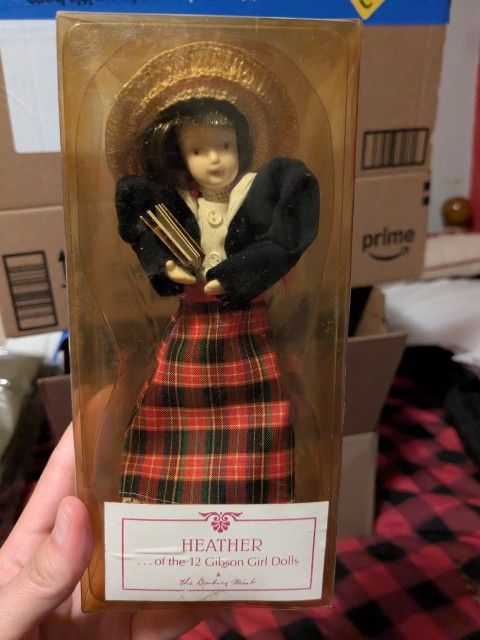 prime
HEATHER
. . . of the 12 Gibson Girl Dolls
&
The Danbury Mint